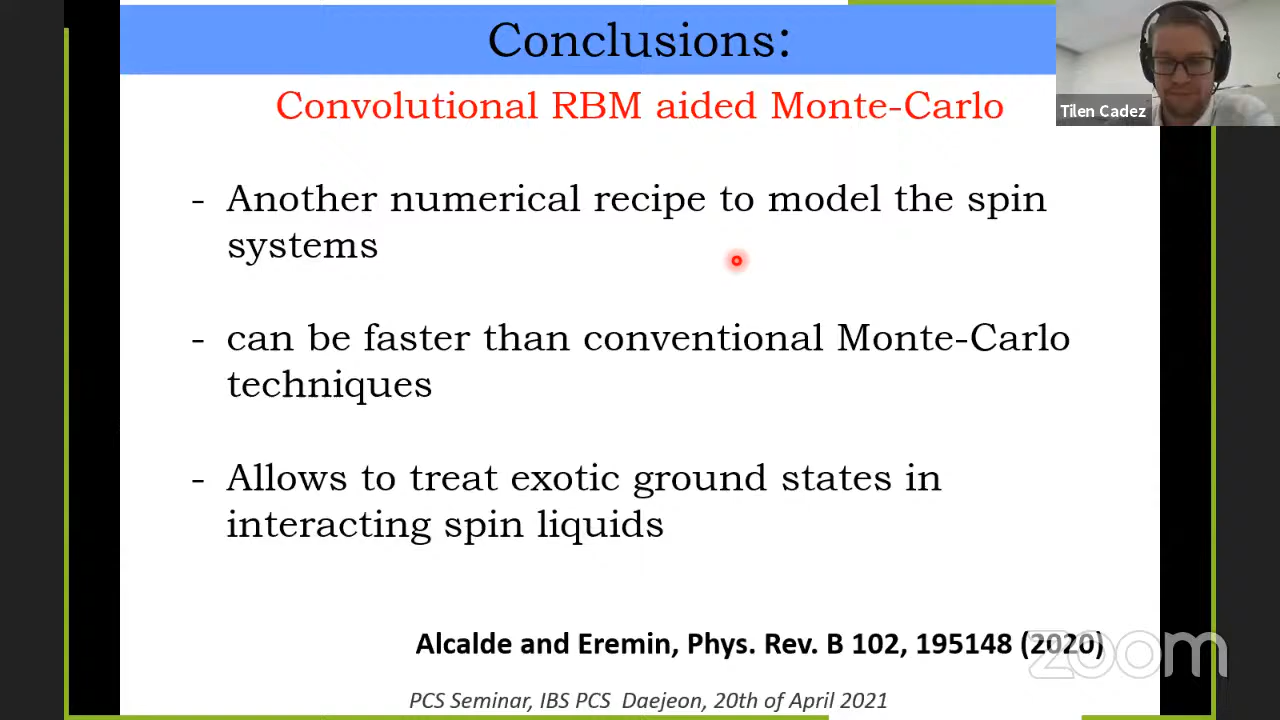 Conclusions:
Convolutional RBM aided Monte-Carlo
Tilen Cadez
- Another numerical recipe to model the spin
systems
- can be faster than conventional Monte-Carlo
techniques
- Allows to treat exotic ground states in
interacting spin liquids
Alcalde and Eremin, Phys. Rev. B 102, 195148 (2020)
zoom
PCS Seminar, IBS PCS Daejeon, 20th of April 2021